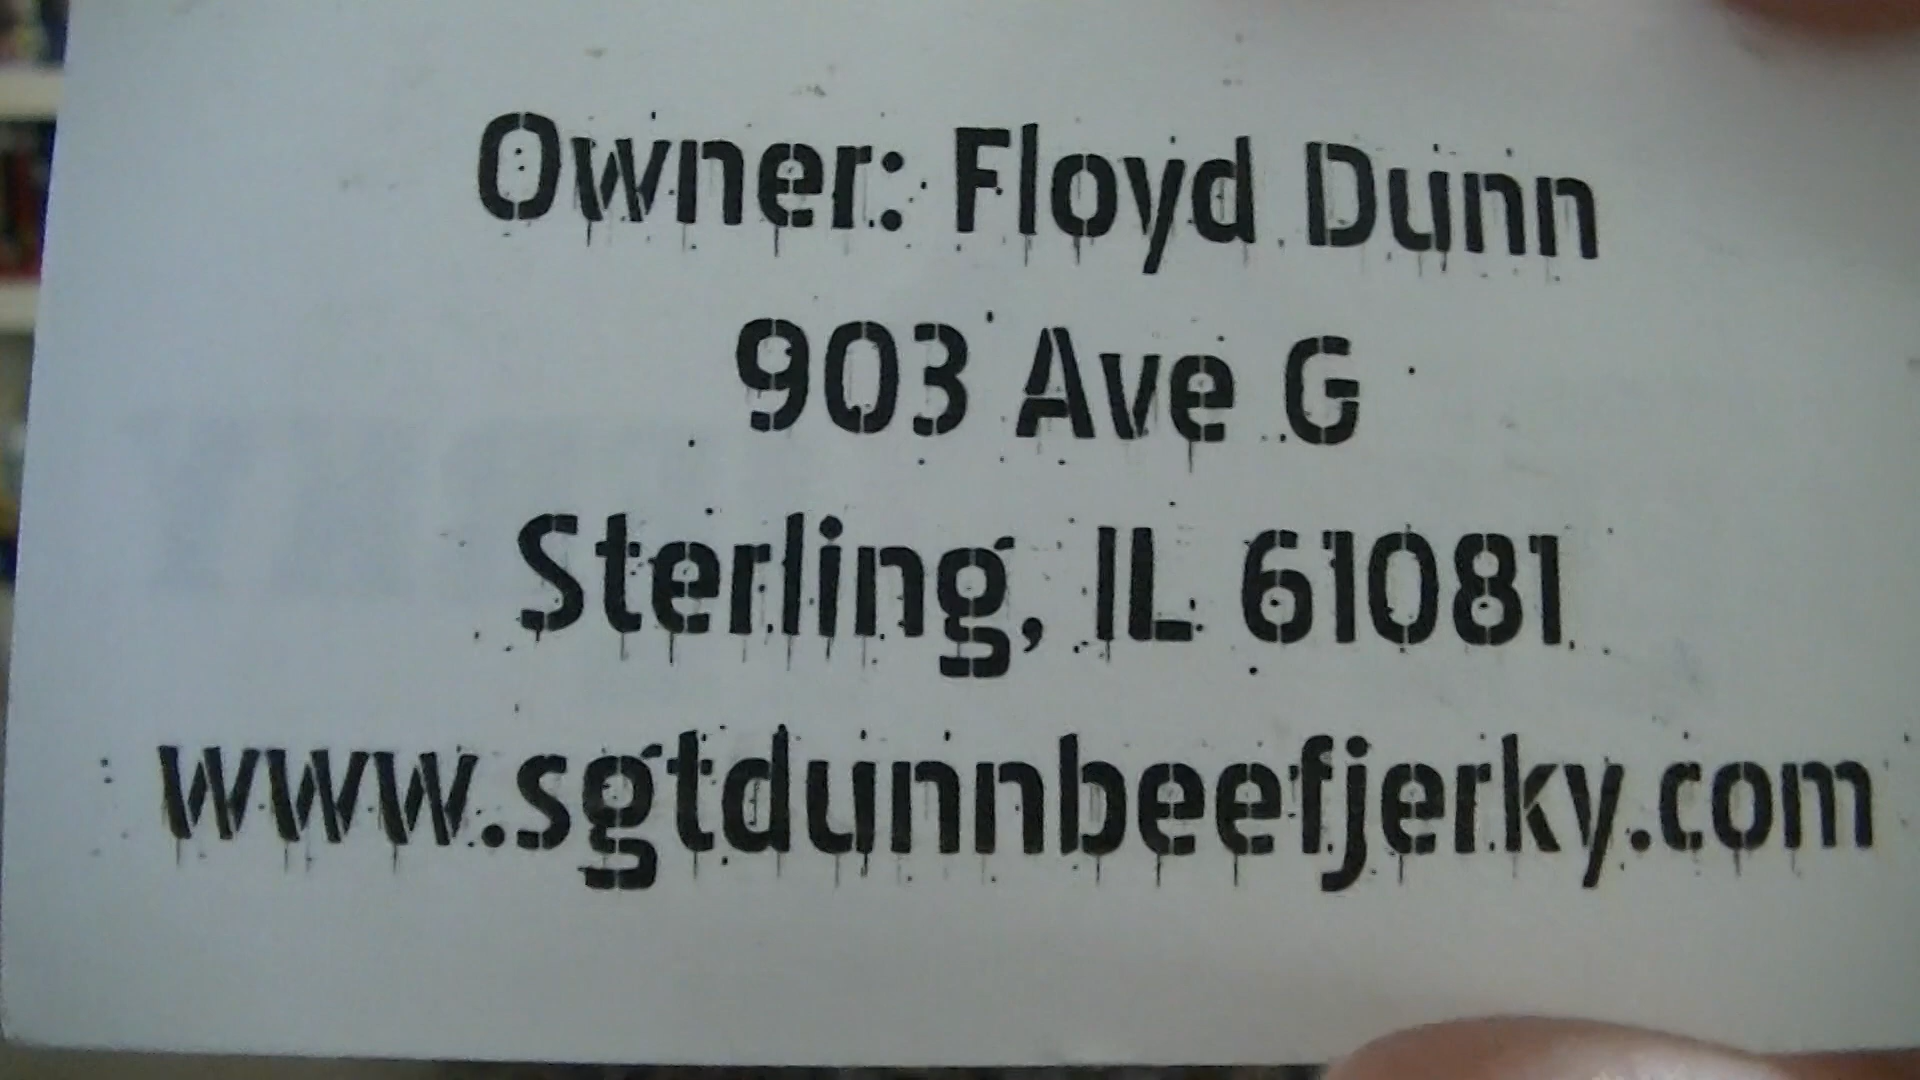 Owner: Floyd Dunn
903 Ave G
Sterling, IL 61081
www.sgtdunnbeefjerky.com